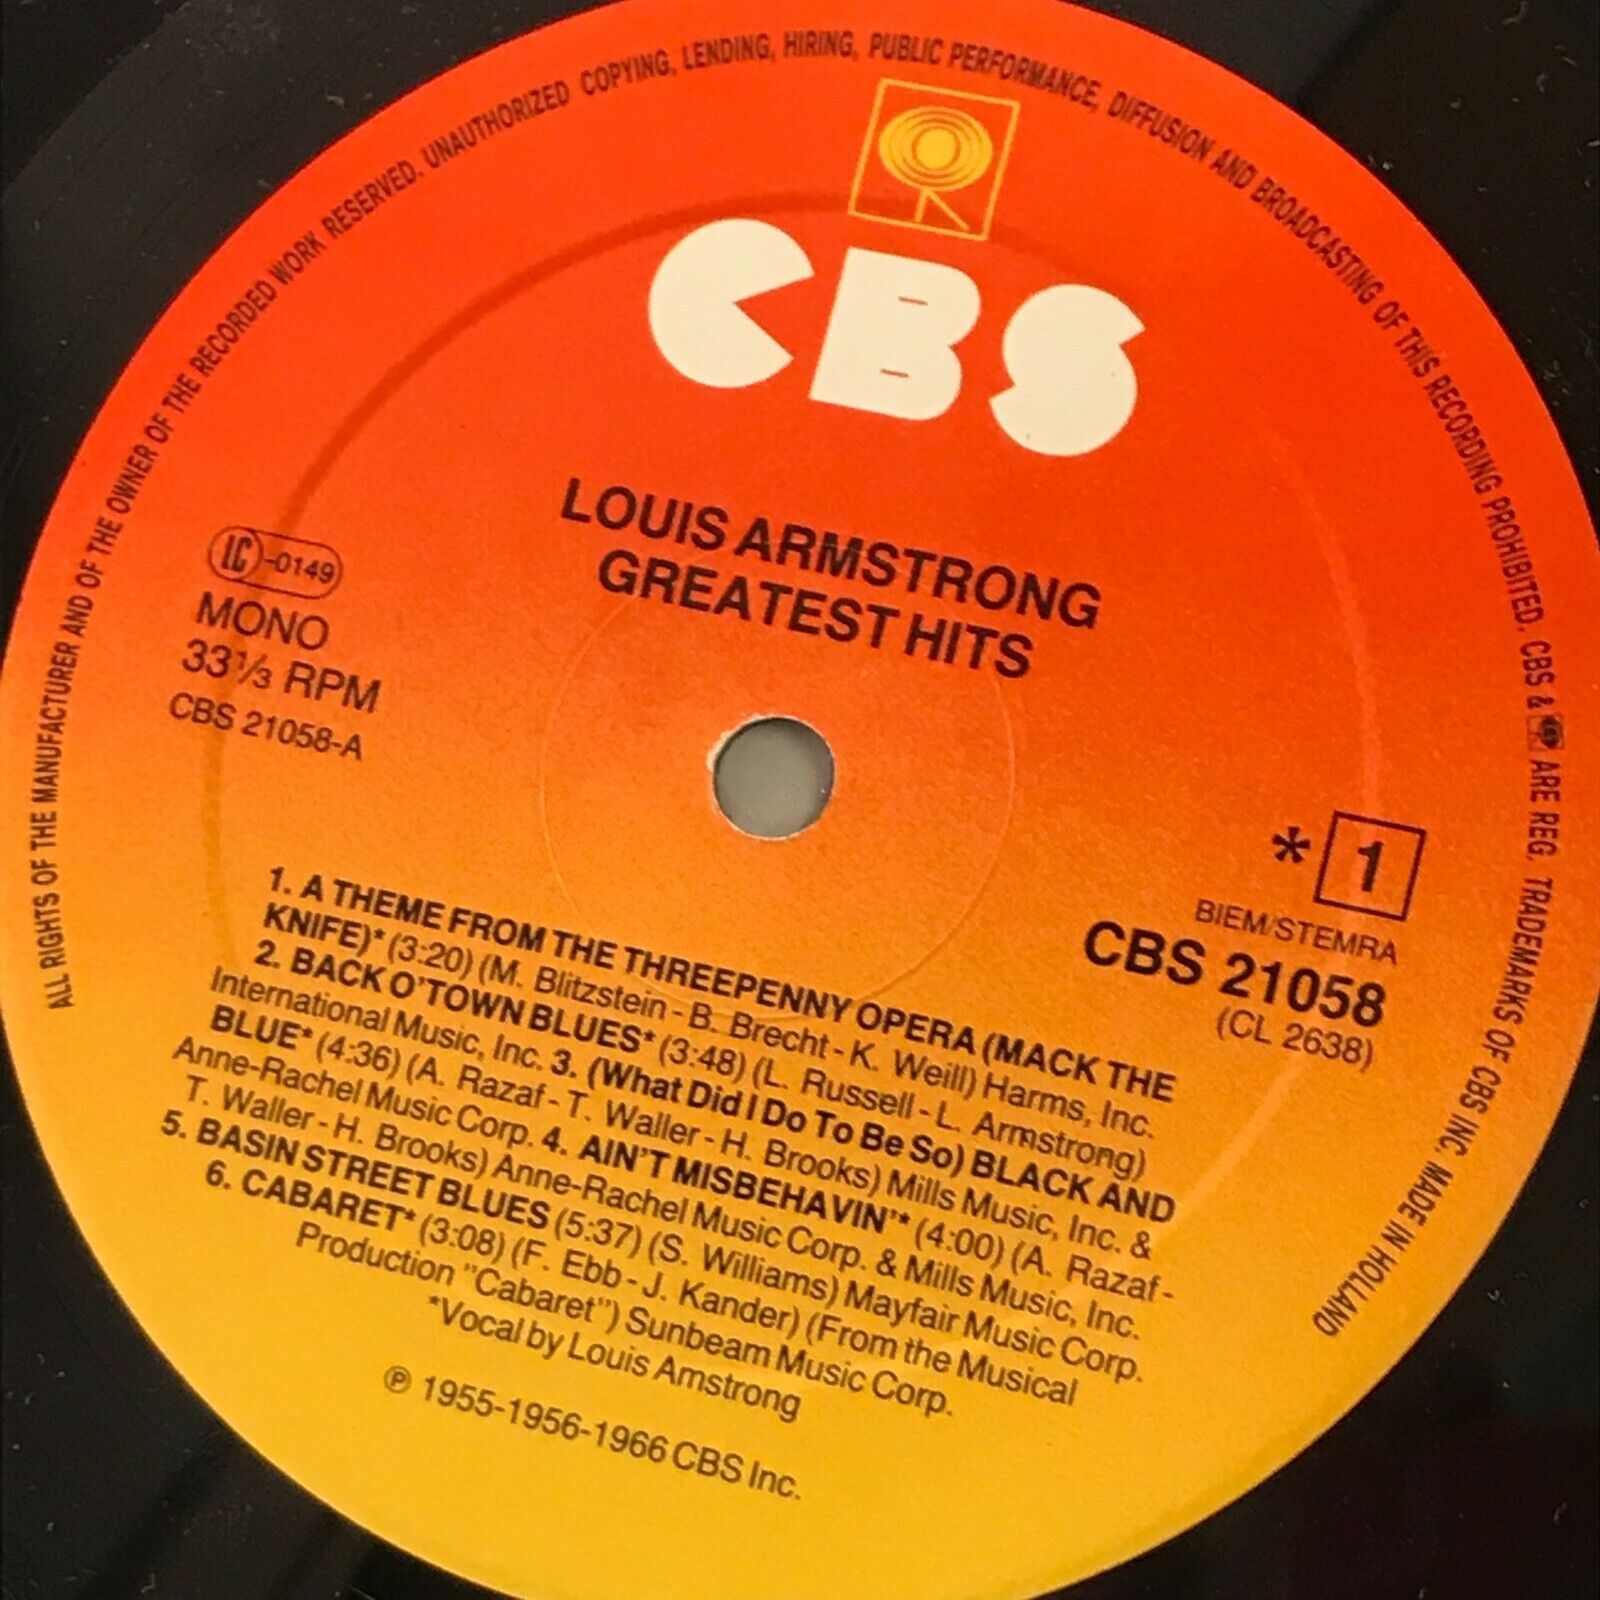 ALL RIGHTS OF THE MANUFACTURER AND OF THE OWNER OF THE RECORDED WORK RESERVED. UNAUTHORIZED COPYING, LENDING, HIRING, PUBLIC PERFORMANCE, DIFFUSION AND BROADCASTING OF THIS RECORDING PROHIBITED. CBS & ARE REG. TRADEMARKS OF CBS INC. MADE IN HOLLAND
CBS
LOUIS ARMSTRONG
GREATEST HITS
LC-0149
MONO
33 1/3 RPM
CBS 21058-A
* 1
BIEM/STEMRA
CBS 21058
(CL 2638)
1. A THEME FROM THE THREEPENNY OPERA (MACK THE
KNIFE)* (3:20) (M. Blitzstein - B. Brecht - K. Weill) Harms, Inc.
2. BACK O'TOWN BLUES* (3:48) (L. Russell - L. Armstrong)
International Music, Inc. 3. (What Did I Do To Be So) BLACK AND
BLUE* (4:36) (A. Razaf - T. Waller - H. Brooks) Mills Music, Inc. &
Anne-Rachel Music Corp. 4. AIN'T MISBEHAVIN'* (4:00) (A. Razaf -
T. Waller - H. Brooks) Anne-Rachel Music Corp. & Mills Music, Inc.
5. BASIN STREET BLUES (5:37) (S. Williams) Mayfair Music Corp.
6. CABARET* (3:08) (F. Ebb - J. Kander) (From the Musical
Production "Cabaret") Sunbeam Music Corp.
*Vocal by Louis Amstrong
℗ 1955-1956-1966 CBS Inc.